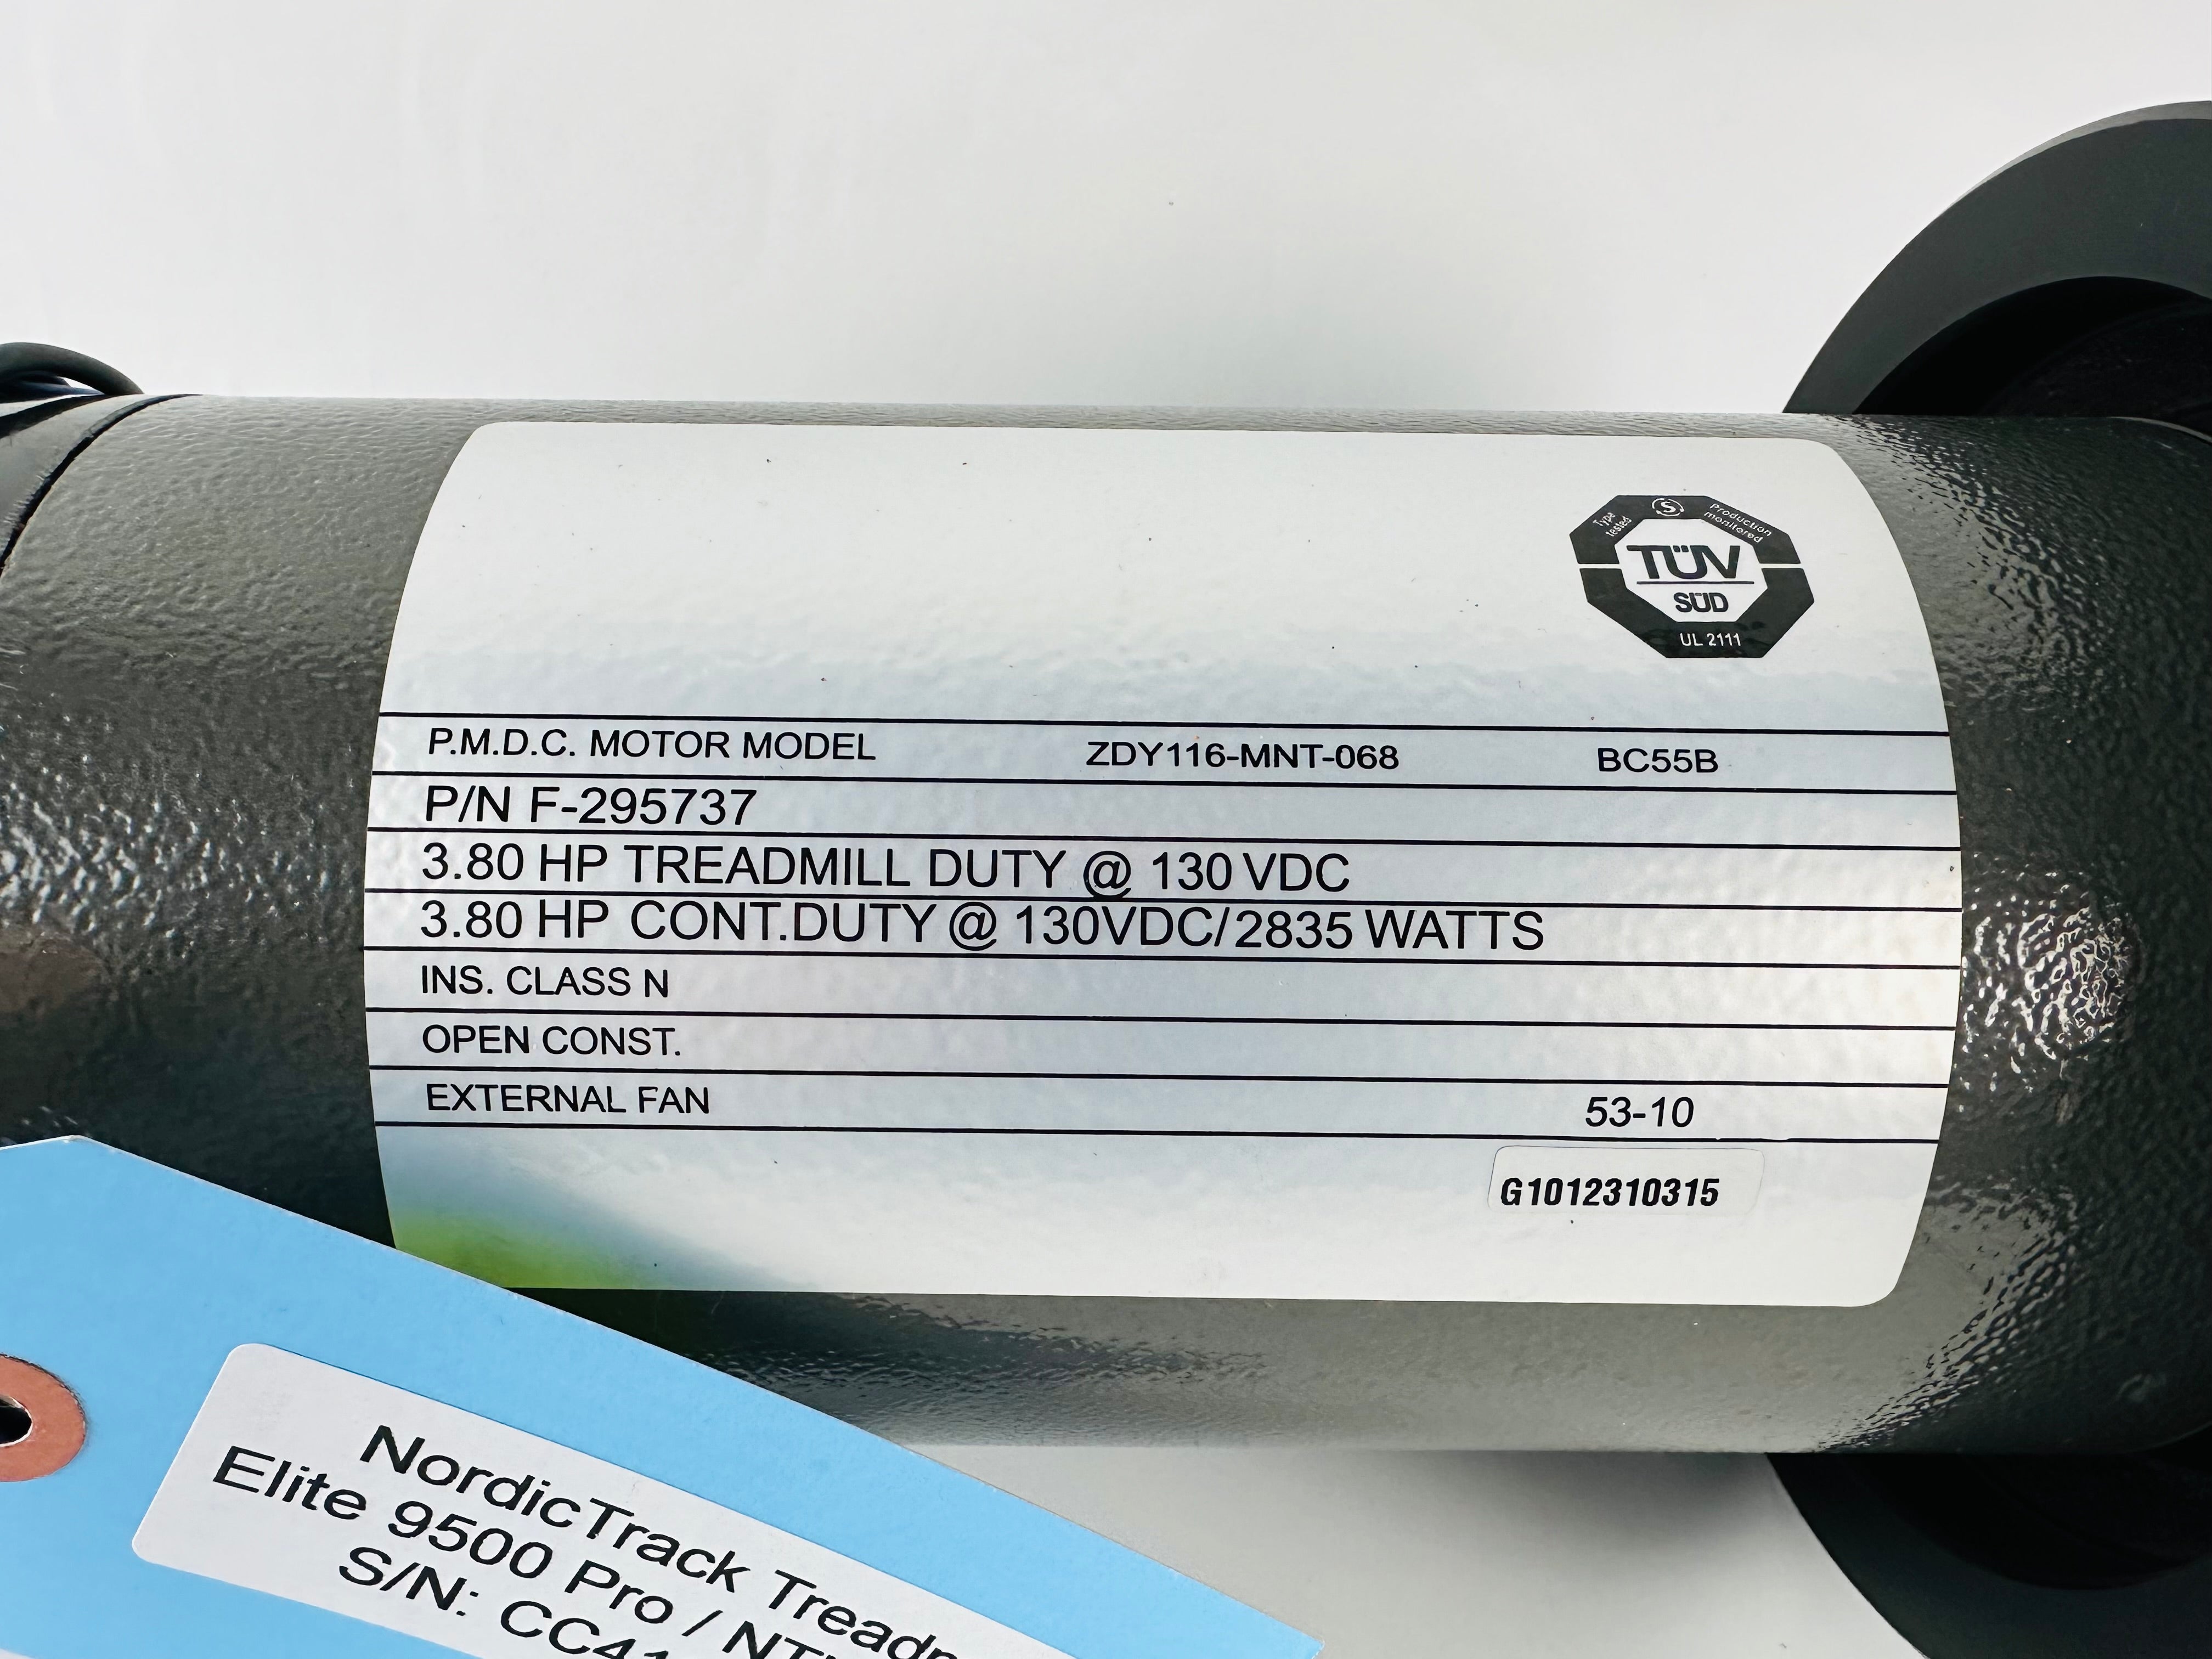 Type tested
S
Production monitored
TÜV
SÜD
UL 2111
P.M.D.C. MOTOR MODEL ZDY116-MNT-068 BC55B
P/N F-295737
3.80 HP TREADMILL DUTY @ 130 VDC
3.80 HP CONT.DUTY @ 130VDC/2835 WATTS
INS. CLASS N
OPEN CONST.
EXTERNAL FAN 53-10
G1012310315
NordicTrack
Elite 9500 Pro /
S/N: